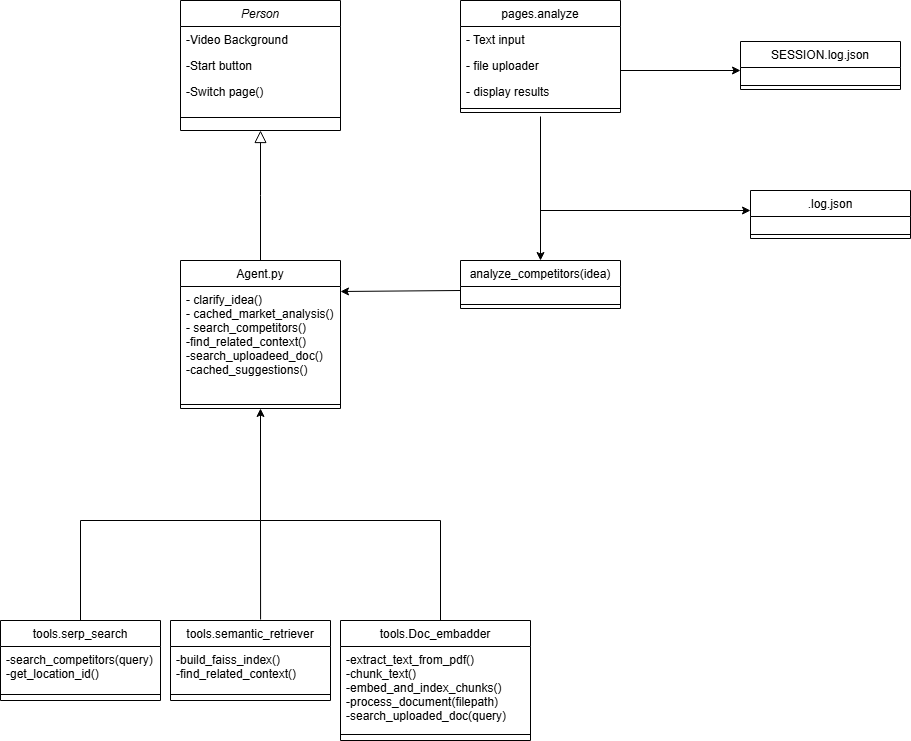 Person
-Video Background
-Start button
-Switch page()
pages.analyze
- Text input
- file uploader
- display results
SESSION.log.json
.log.json
Agent.py
- clarify_idea()
- cached_market_analysis()
- search_competitors()
-find_related_context()
-search_uploadeed_doc()
-cached_suggestions()
analyze_competitors(idea)
tools.serp_search
-search_competitors(query)
-get_location_id()
tools.semantic_retriever
-build_faiss_index()
-find_related_context()
tools.Doc_embadder
-extract_text_from_pdf()
-chunk_text()
-embed_and_index_chunks()
-process_document(filepath)
-search_uploaded_doc(query)